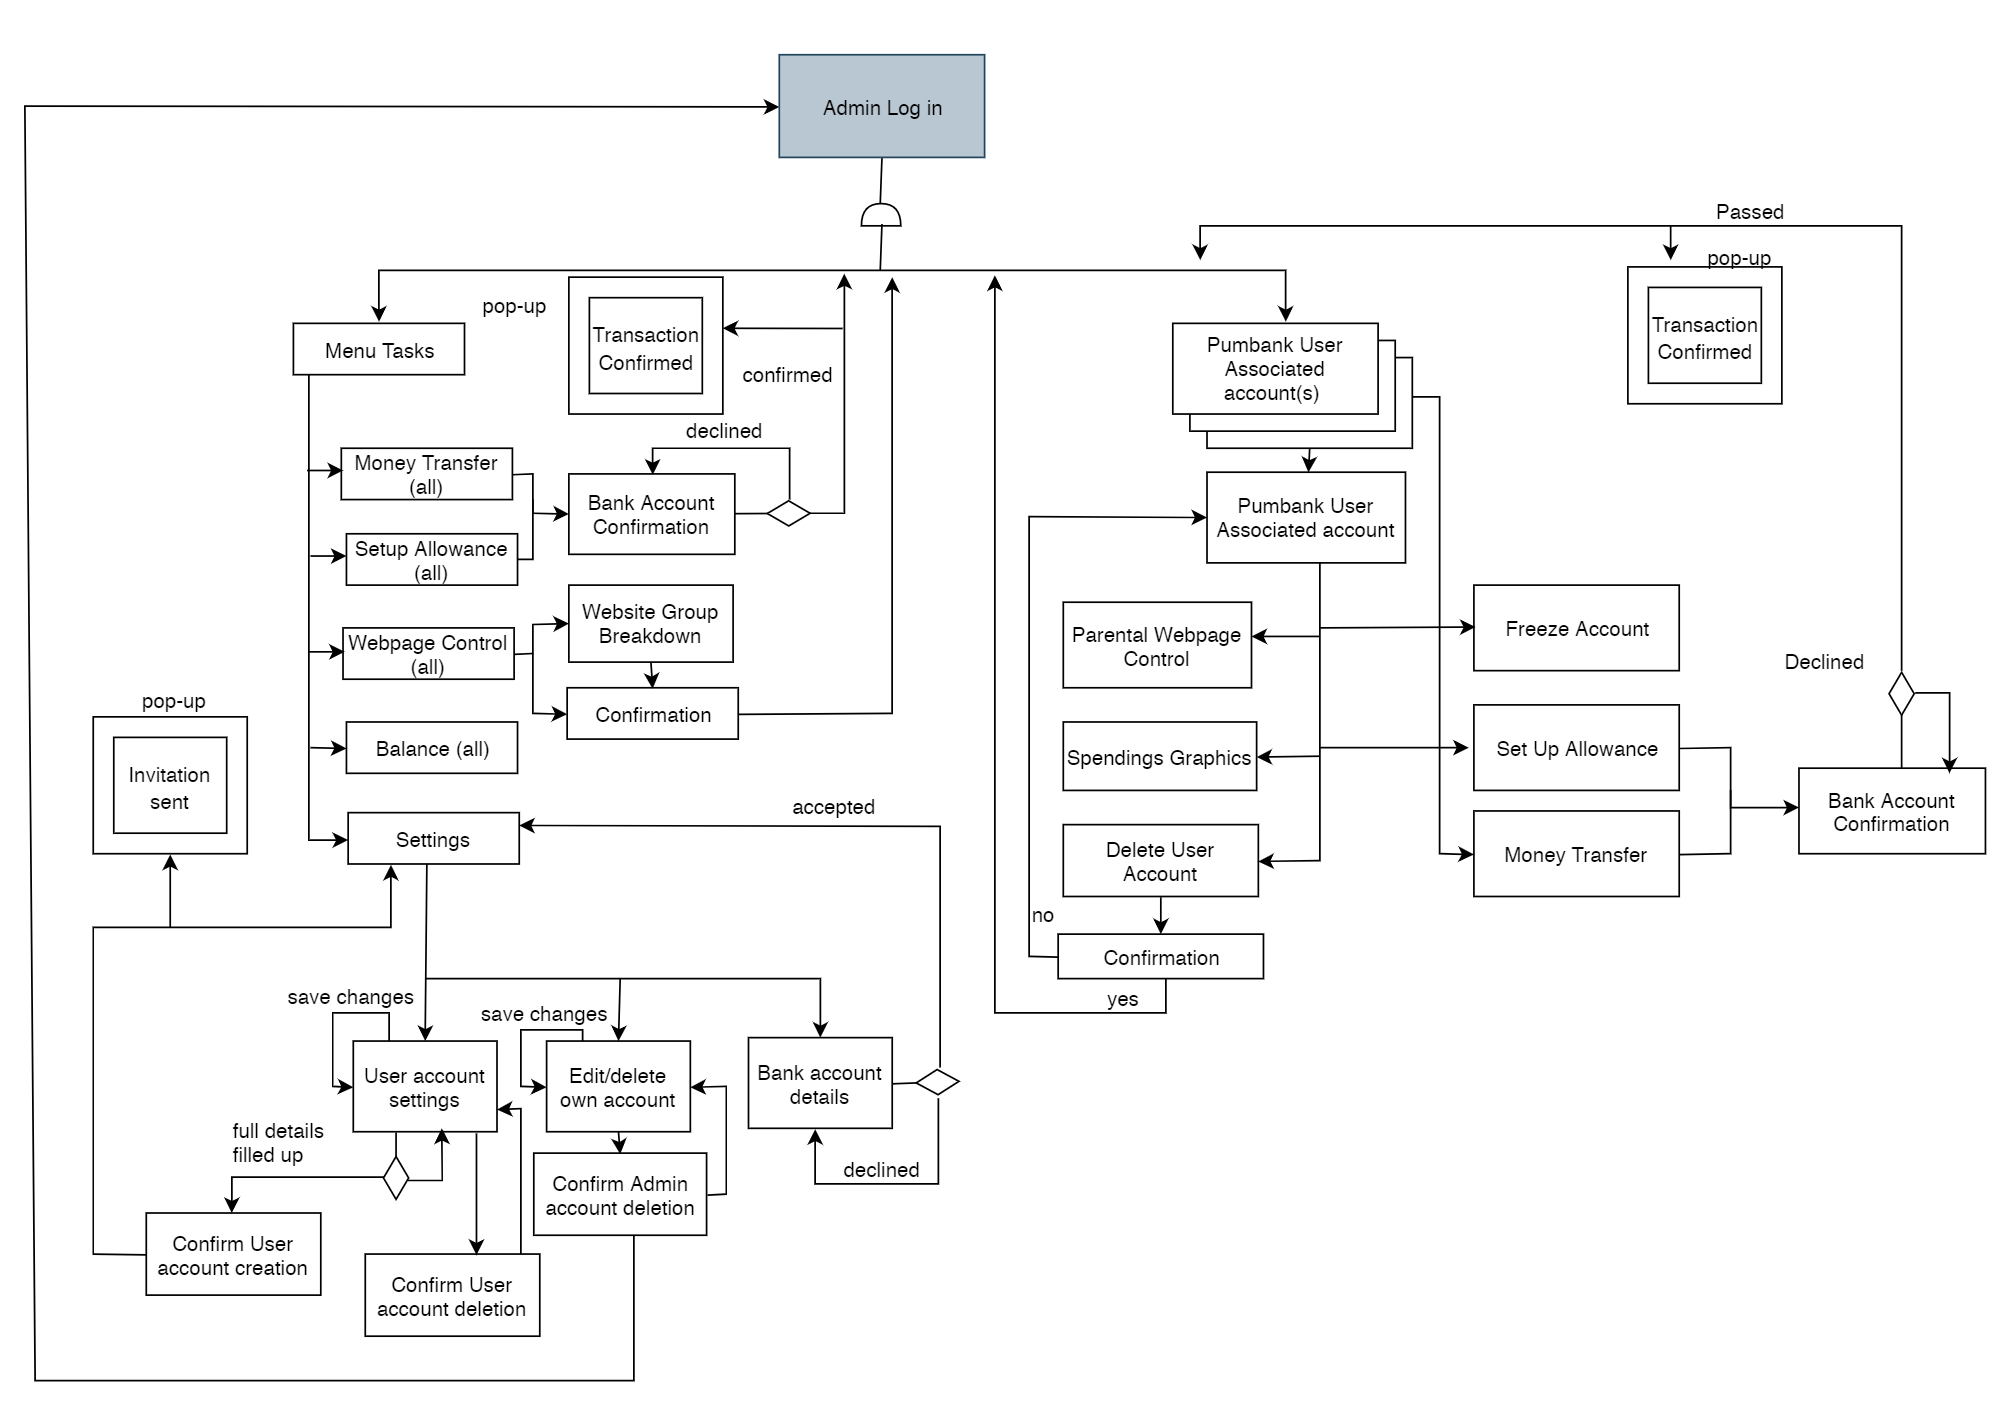 Admin Log in
Passed
pop-up
Transaction
Confirmed
pop-up
Transaction
Confirmed
confirmed
Menu Tasks
Pumbank User
Associated
account(s)
declined
Money Transfer
(all)
Bank Account
Confirmation
Pumbank User
Associated account
Setup Allowance
(all)
Website Group
Breakdown
Webpage Control
(all)
Confirmation
Parental Webpage
Control
Freeze Account
Declined
pop-up
Invitation
sent
Balance (all)
Spendings Graphics
Set Up Allowance
Bank Account
Confirmation
accepted
Settings
Delete User
Account
Money Transfer
no
Confirmation
yes
save changes
save changes
User account
settings
Edit/delete
own account
Bank account
details
full details
filled up
declined
Confirm Admin
account deletion
Confirm User
account creation
Confirm User
account deletion